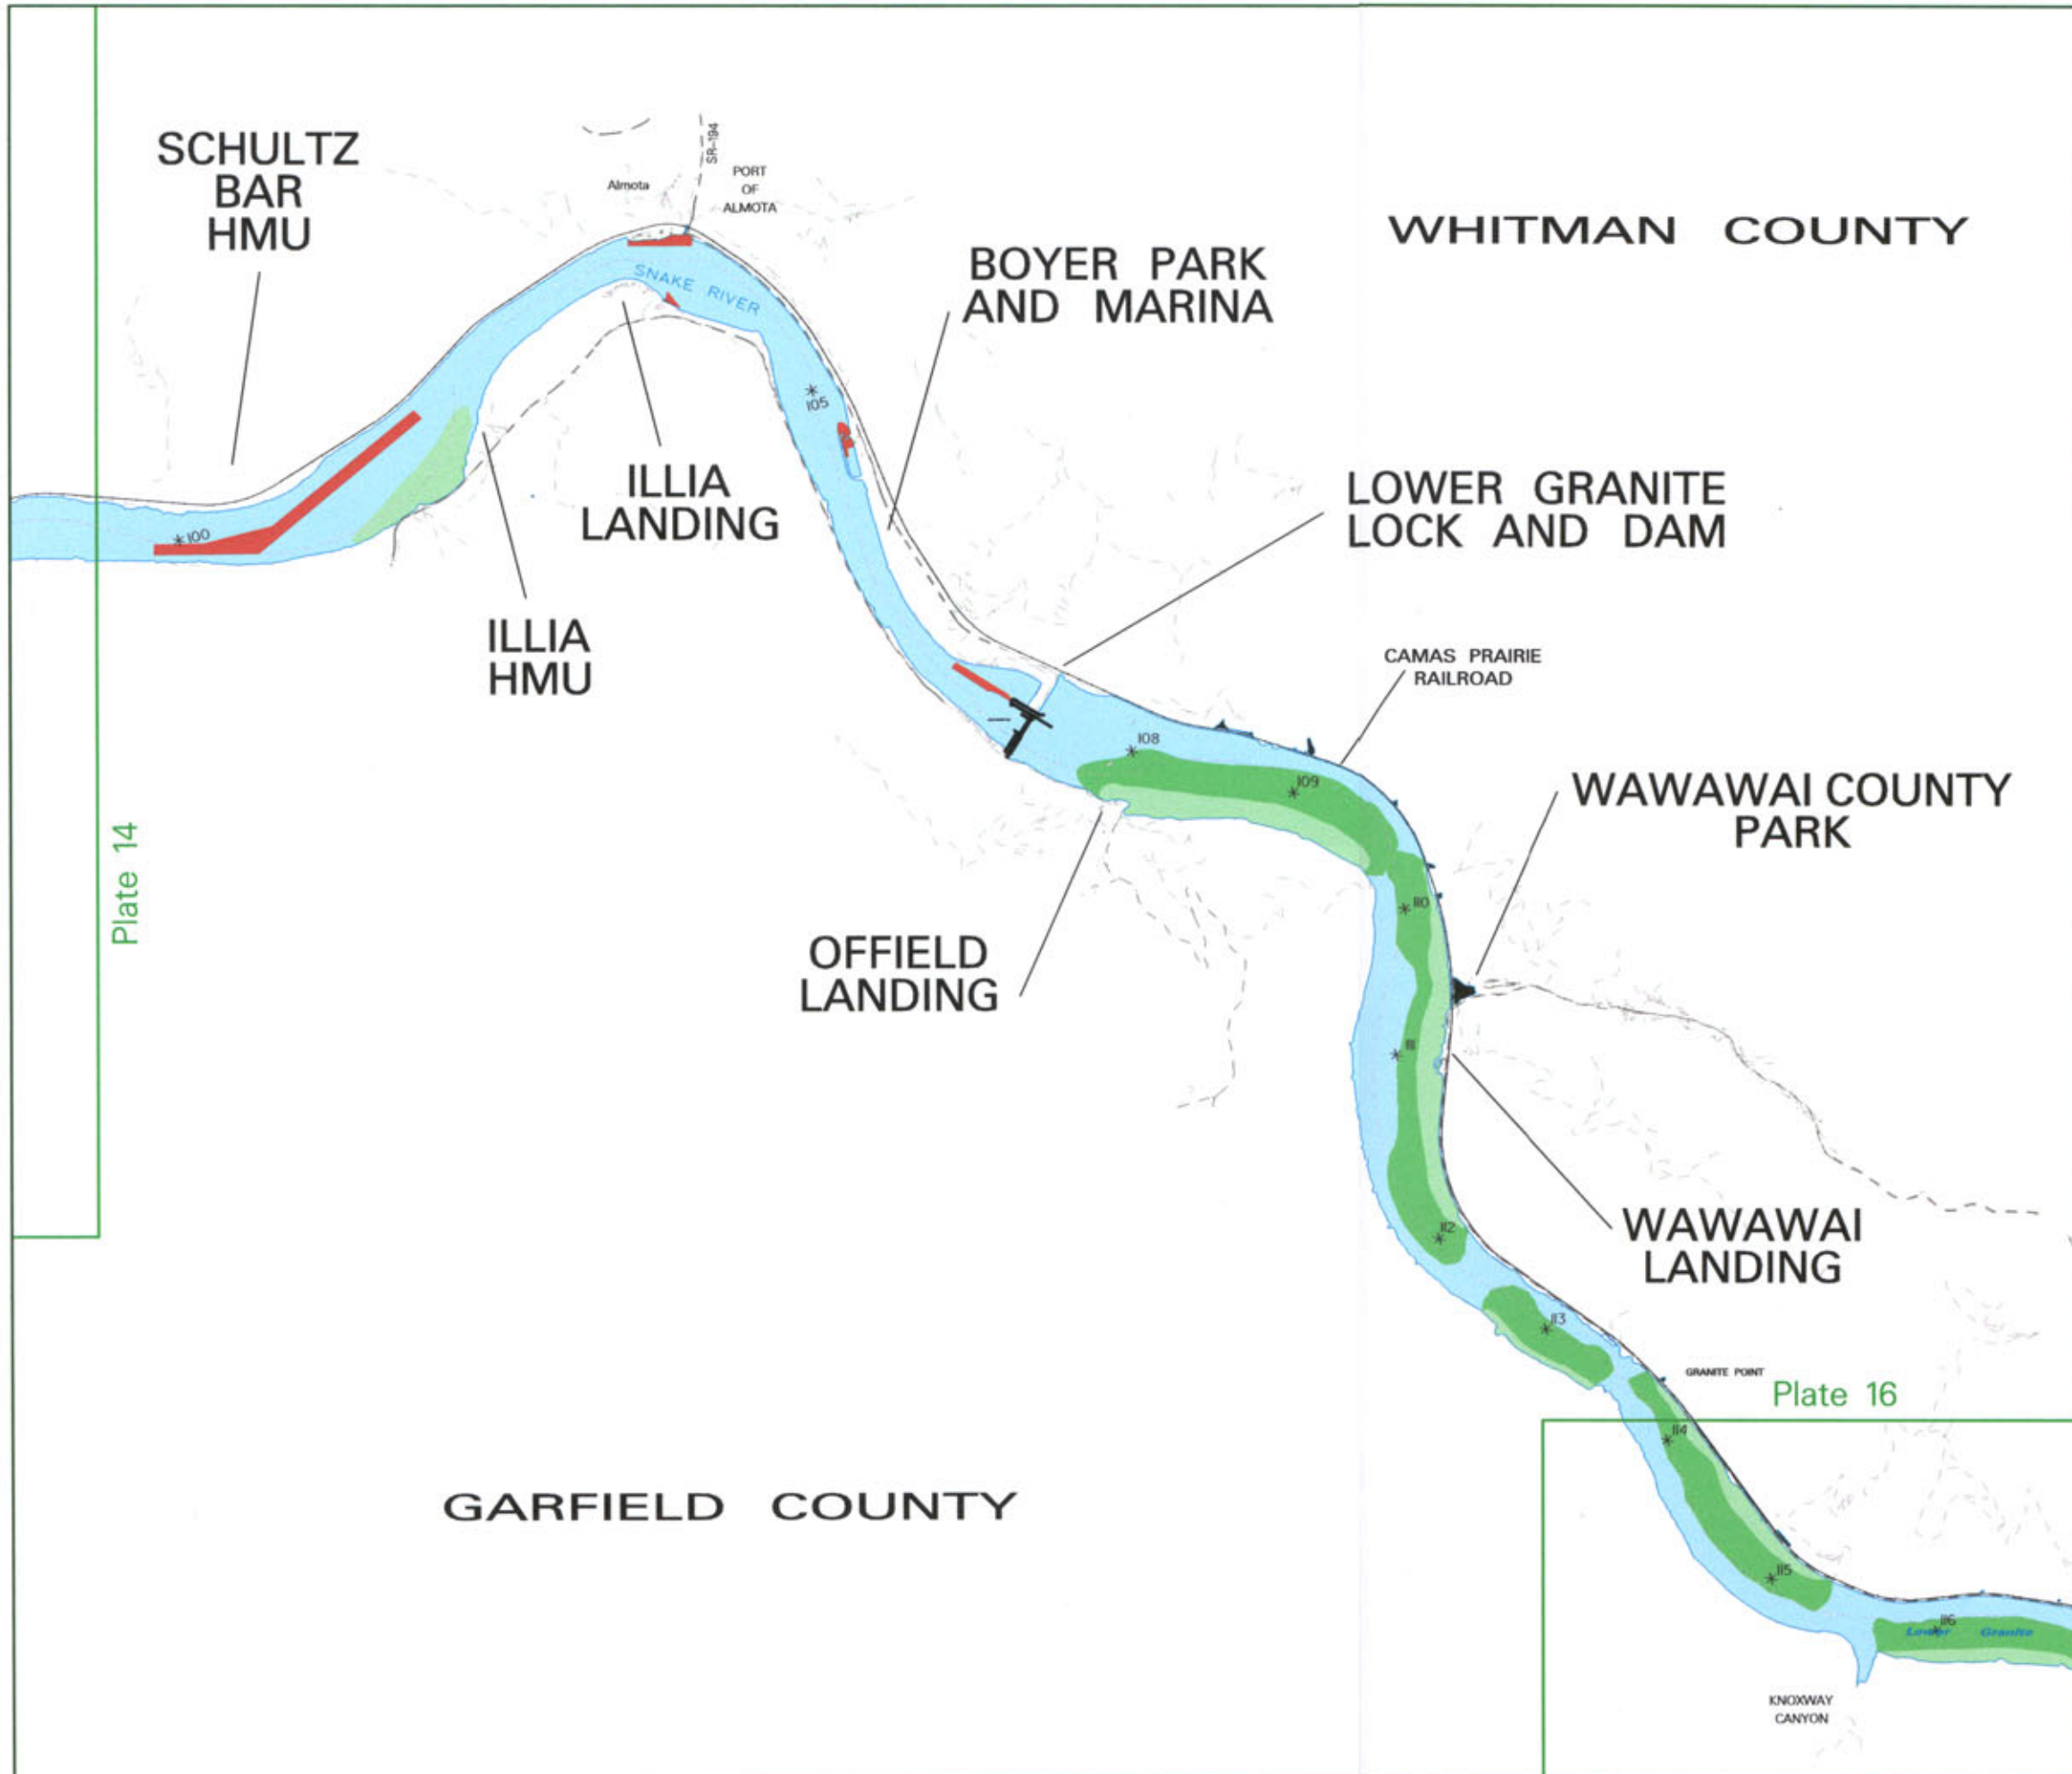 SCHULTZ
BAR
HMU
Almota
SR-194
PORT
OF
ALMOTA
SNAKE RIVER
BOYER PARK
AND MARINA
WHITMAN COUNTY
105
ILLIA
LANDING
LOWER GRANITE
LOCK AND DAM
100
ILLIA
HMU
CAMAS PRAIRIE
RAILROAD
108
109
WAWAWAI COUNTY
PARK
Plate 14
110
OFFIELD
LANDING
111
112
WAWAWAI
LANDING
113
GRANITE POINT
Plate 16
114
GARFIELD COUNTY
115
116
Lower Granite
KNOXWAY
CANYON